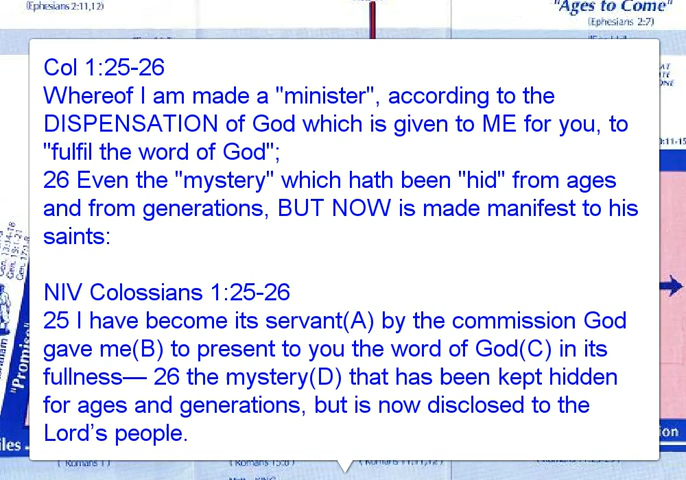 (Ephesians 2:11,12)
"Ages to Come"
(Ephesians 2:7)
Col 1:25-26
Whereof I am made a "minister", according to the
DISPENSATION of God which is given to ME for you, to
"fulfil the word of God";
26 Even the "mystery" which hath been "hid" from ages
and from generations, BUT NOW is made manifest to his
saints:
NIV Colossians 1:25-26
25 I have become its servant(A) by the commission God
gave me(B) to present to you the word of God(C) in its
fullness— 26 the mystery(D) that has been kept hidden
for ages and generations, but is now disclosed to the
Lord’s people.
"Promise"